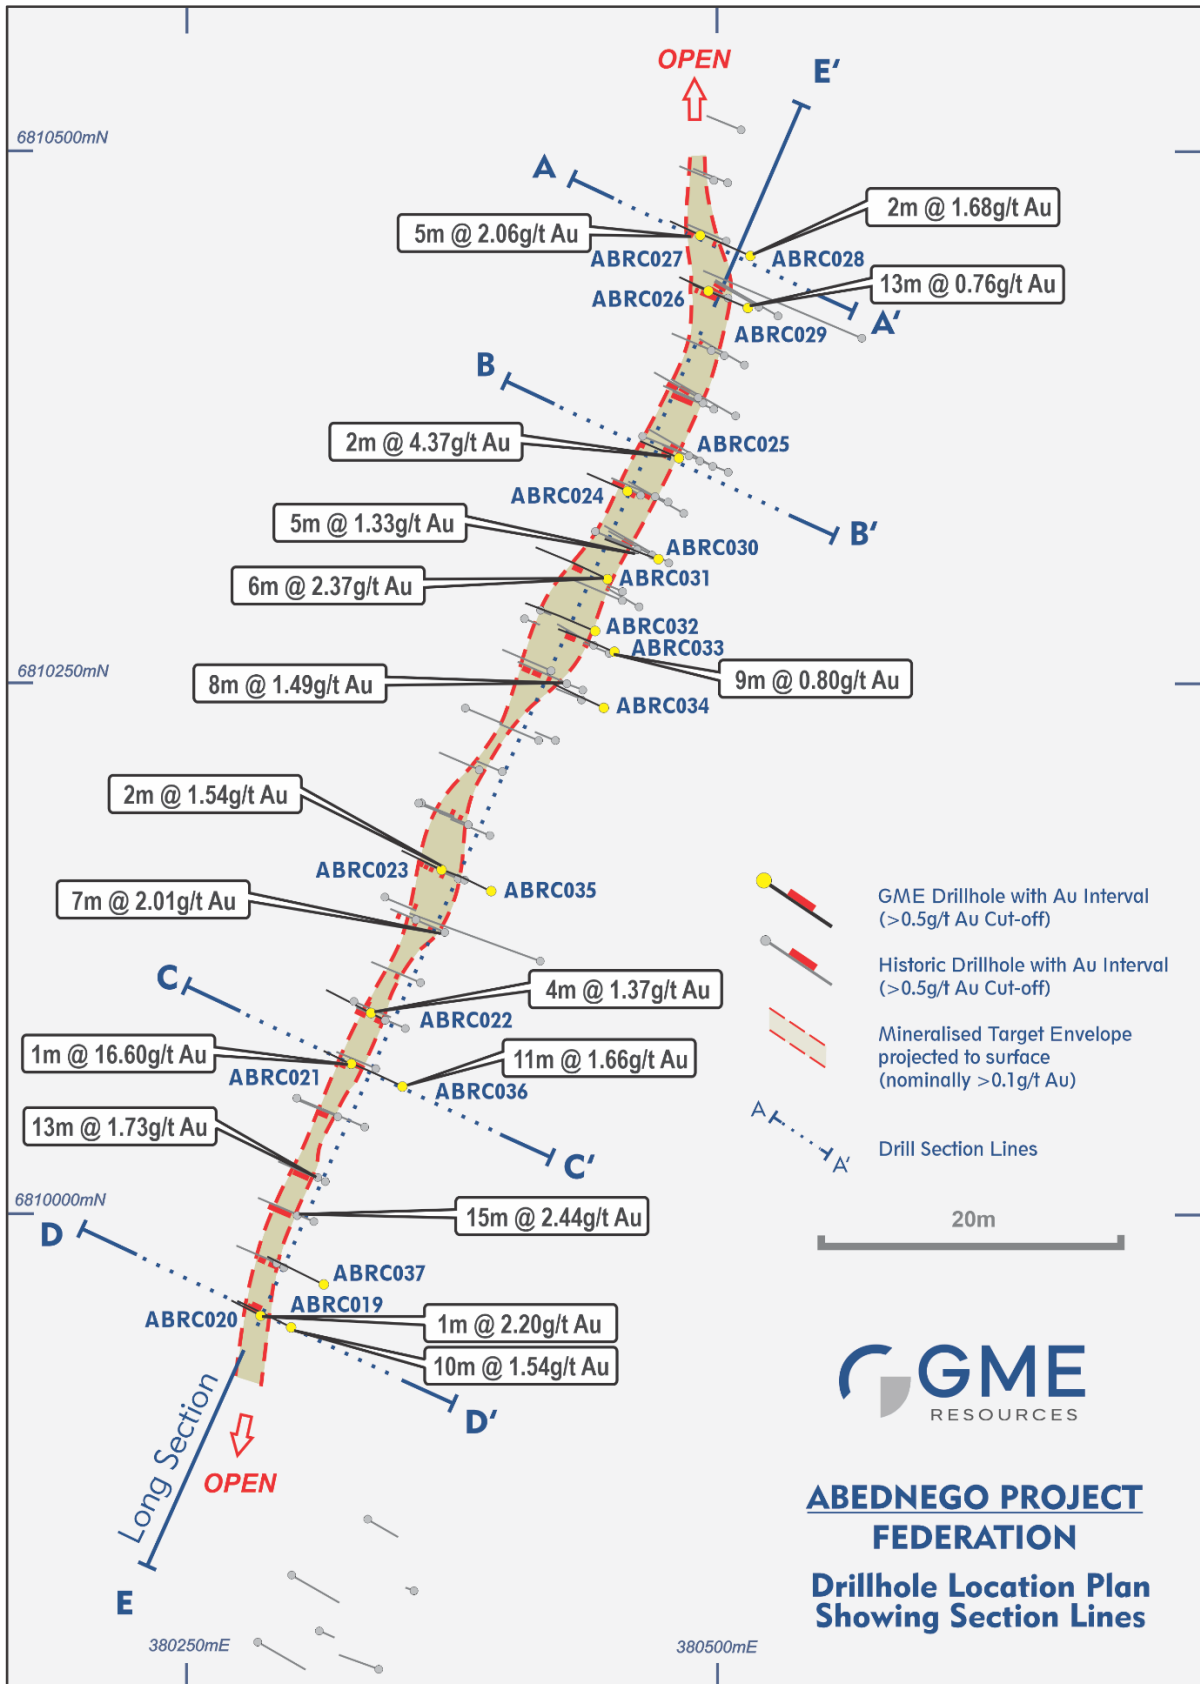 OPEN
E'
6810500mN
A
2m @ 1.68g/t Au
5m @ 2.06g/t Au
ABRC027
ABRC028
13m @ 0.76g/t Au
ABRC026
A'
ABRC029
B
2m @ 4.37g/t Au
ABRC025
ABRC024
5m @ 1.33g/t Au
B'
ABRC030
6m @ 2.37g/t Au
ABRC031
ABRC032
ABRC033
6810250mN
8m @ 1.49g/t Au
9m @ 0.80g/t Au
ABRC034
2m @ 1.54g/t Au
ABRC023
ABRC035
7m @ 2.01g/t Au
GME Drillhole with Au Interval
(>0.5g/t Au Cut-off)
Historic Drillhole with Au Interval
(>0.5g/t Au Cut-off)
C
4m @ 1.37g/t Au
ABRC022
1m @ 16.60g/t Au
ABRC021
11m @ 1.66g/t Au
ABRC036
Mineralised Target Envelope
projected to surface
(nominally >0.1g/t Au)
A
A'
Drill Section Lines
13m @ 1.73g/t Au
C'
6810000mN
D
15m @ 2.44g/t Au
20m
ABRC037
ABRC019
ABRC020
1m @ 2.20g/t Au
10m @ 1.54g/t Au
D'
Long Section
OPEN
E
GME
RESOURCES
ABEDNEGO PROJECT
FEDERATION
Drillhole Location Plan
Showing Section Lines
380250mE
380500mE